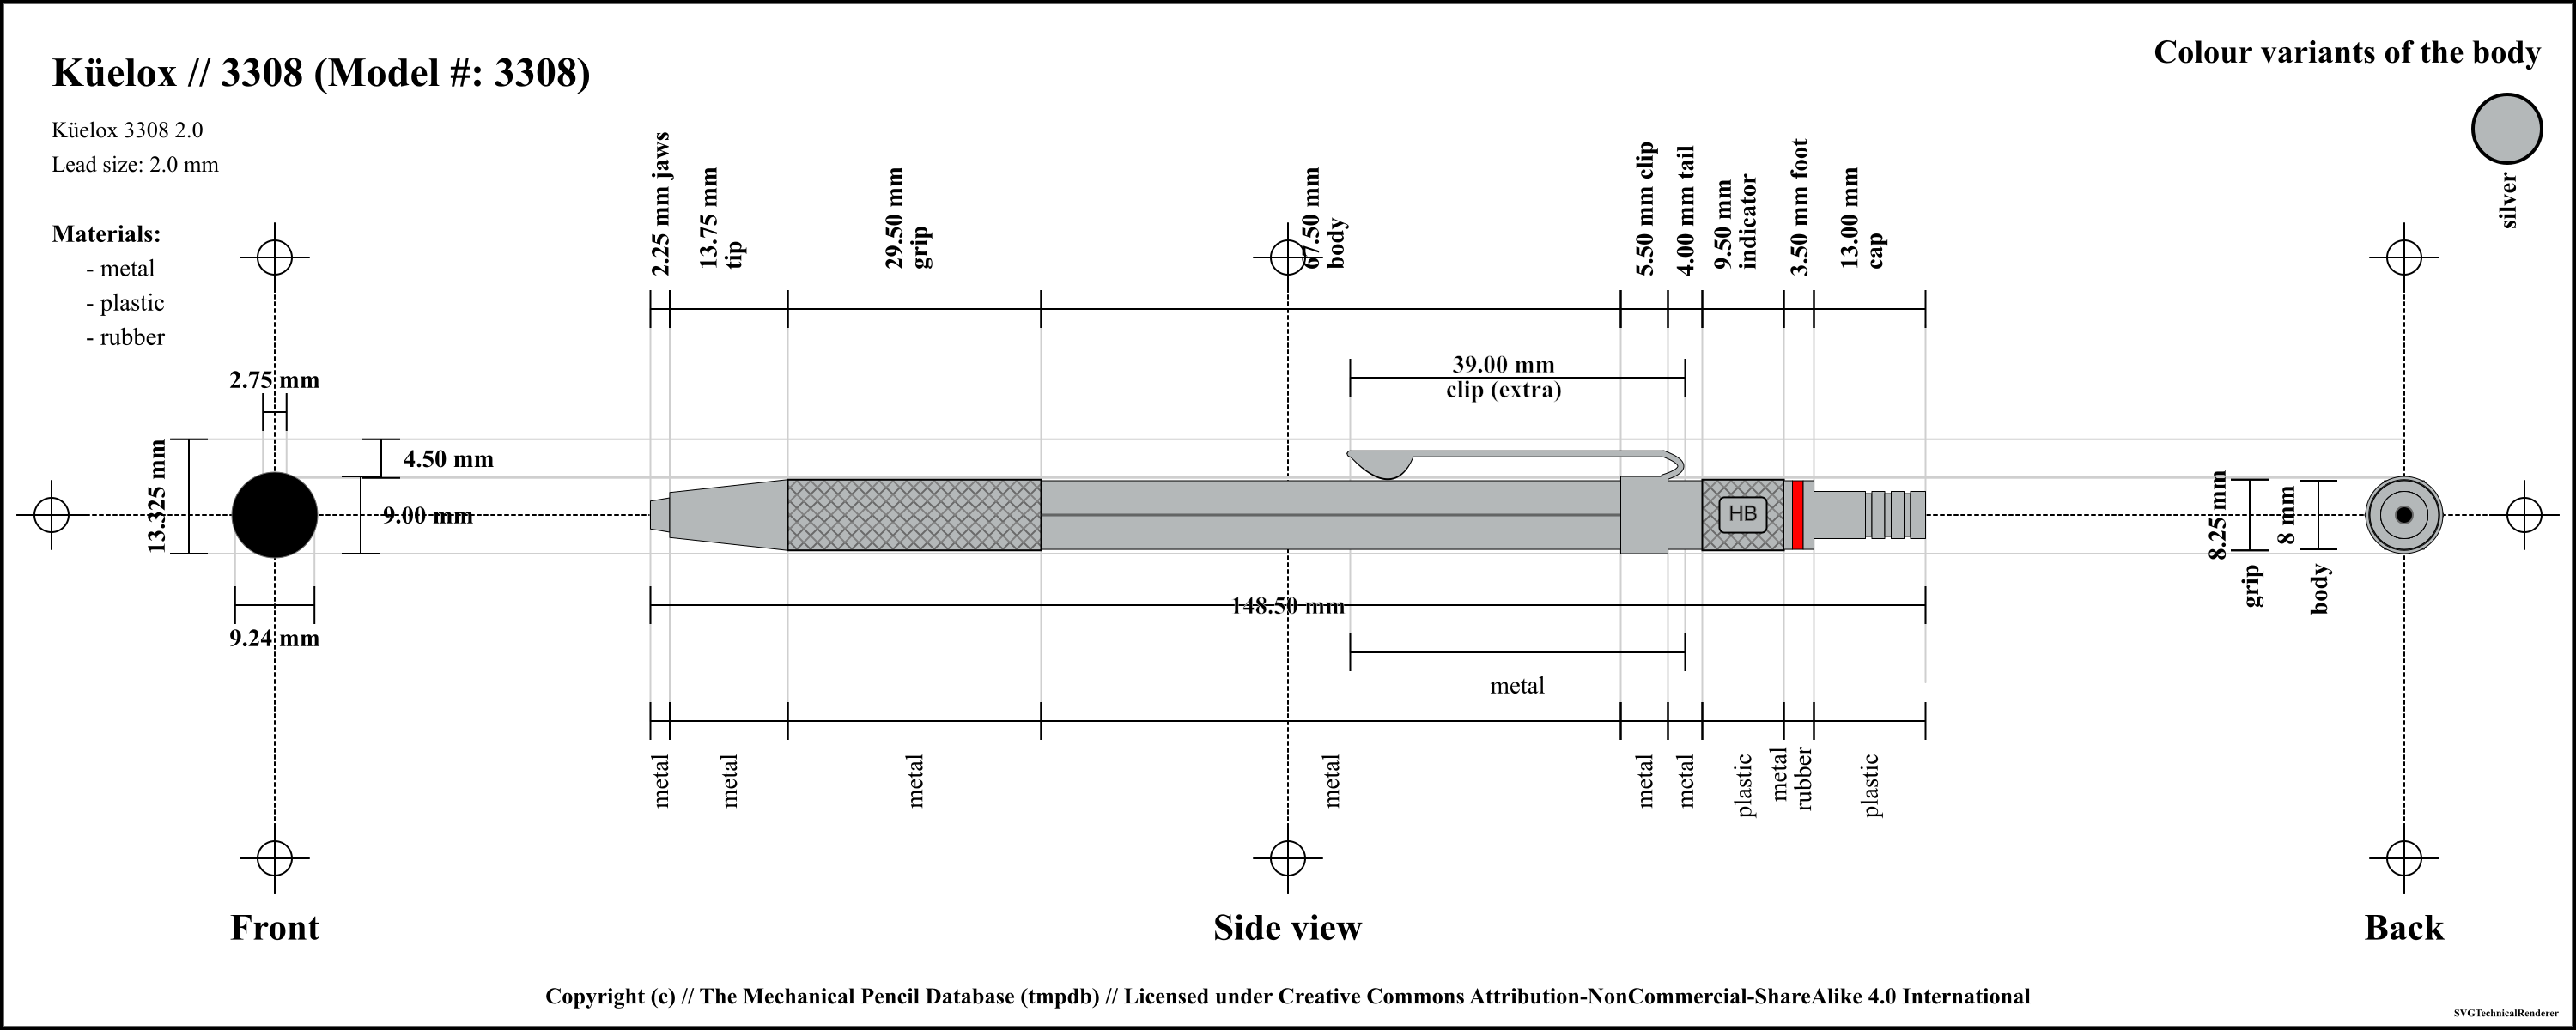 Küelox // 3308 (Model #: 3308)
Colour variants of the body
Küelox 3308 2.0
Lead size: 2.0 mm
silver
Materials:
- metal
- plastic
- rubber
2.25 mm jaws
13.75 mm
tip
29.50 mm
grip
67.50 mm
body
5.50 mm clip
4.00 mm tail
9.50 mm
indicator
3.50 mm foot
13.00 mm
cap
39.00 mm
clip (extra)
2.75 mm
13.325 mm
4.50 mm
9.00 mm
9.24 mm
HB
8.25 mm
grip
8 mm
body
148.50 mm
metal
metal
metal
metal
metal
metal
metal
plastic
metal
rubber
plastic
Front
Side view
Back
Copyright (c) // The Mechanical Pencil Database (tmpdb) // Licensed under Creative Commons Attribution-NonCommercial-ShareAlike 4.0 International
SVGTechnicalRenderer